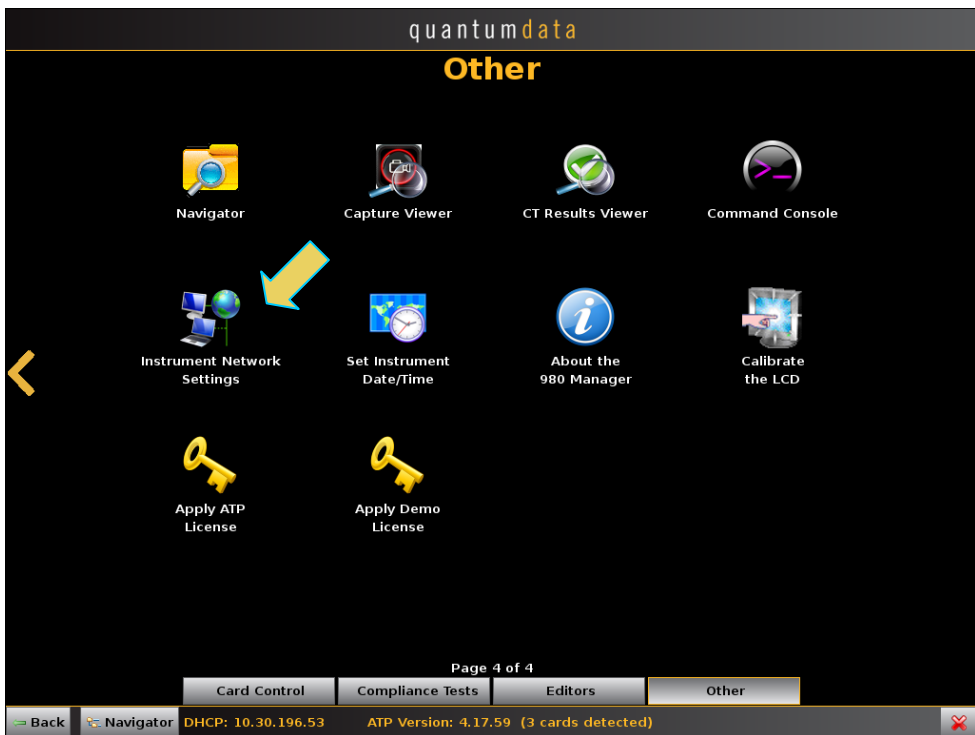 quantumdata
Other
Navigator
Capture Viewer
CT Results Viewer
Command Console
Instrument Network
Settings
Set Instrument
Date/Time
About the
980 Manager
Calibrate
the LCD
Apply ATP
License
Apply Demo
License
Page 4 of 4
Card Control
Compliance Tests
Editors
Other
Back
Navigator
DHCP: 10.30.196.53
ATP Version: 4.17.59 (3 cards detected)